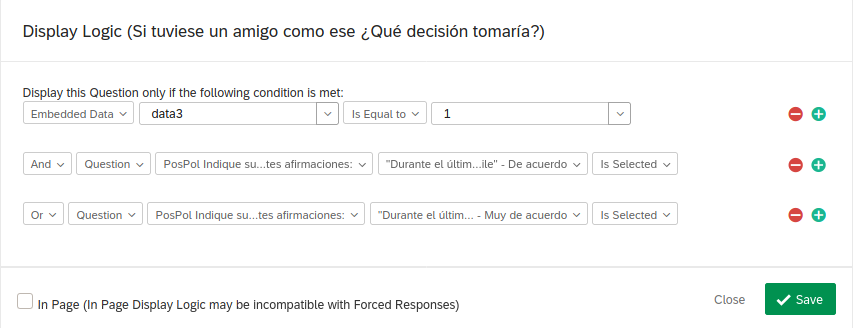 Display Logic (Si tuviese un amigo como ese ¿Qué decisión tomaría?)
Display this Question only if the following condition is met:
Embedded Data data3 Is Equal to 1
And Question PosPol Indique su...tes afirmaciones: "Durante el últim...ile" - De acuerdo Is Selected
Or Question PosPol Indique su...tes afirmaciones: "Durante el últim... - Muy de acuerdo Is Selected
In Page (In Page Display Logic may be incompatible with Forced Responses) Close Save